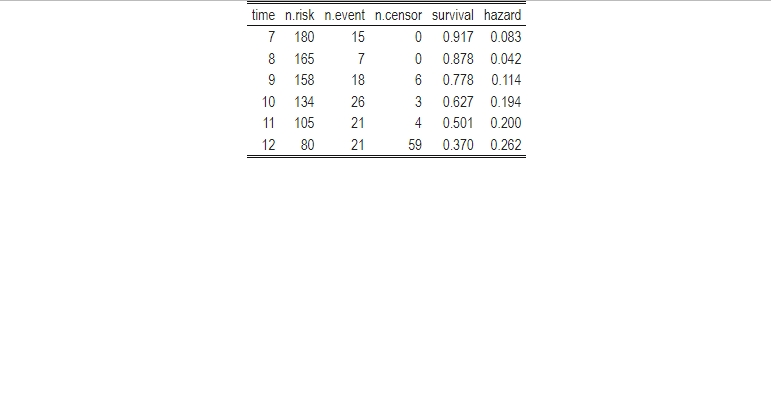 time n.risk n.event n.censor survival hazard
7 180 15 0 0.917 0.083
8 165 7 0 0.878 0.042
9 158 18 6 0.778 0.114
10 134 26 3 0.627 0.194
11 105 21 4 0.501 0.200
12 80 21 59 0.370 0.262